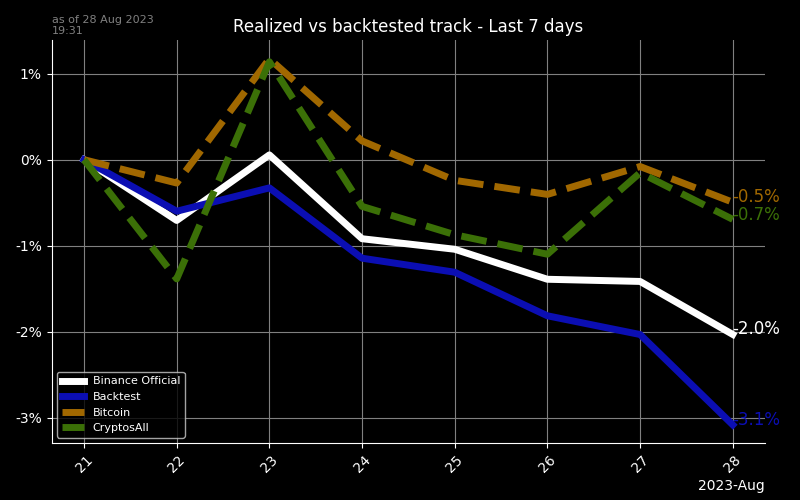 as of 28 Aug 2023
19:31
Realized vs backtested track - Last 7 days
1%
0%
-1%
-2%
-3%
-0.5%
-0.7%
-2.0%
-3.1%
Binance Official
Backtest
Bitcoin
CryptosAll
21 22 23 24 25 26 27 28
2023-Aug